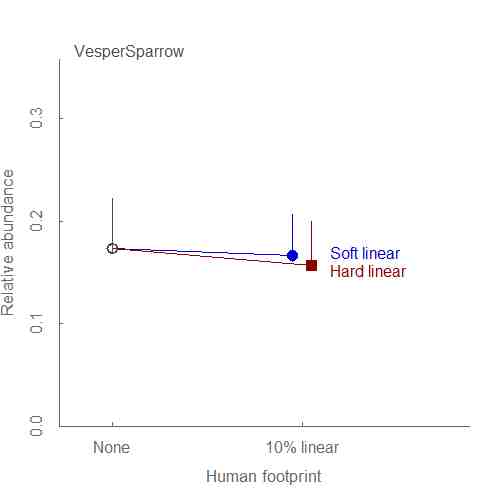 VesperSparrow
0.3
0.2
0.1
0.0
Relative abundance
Soft linear
Hard linear
None
10% linear
Human footprint